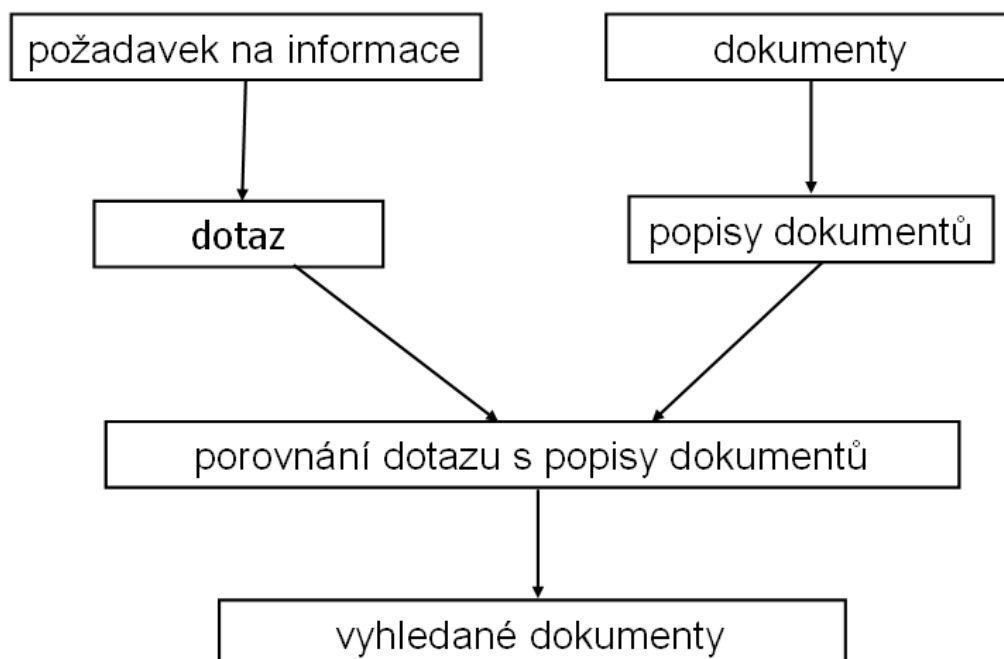 požadavek na informace
dokumenty
dotaz
popisy dokumentů
porovnání dotazu s popisy dokumentů
vyhledané dokumenty